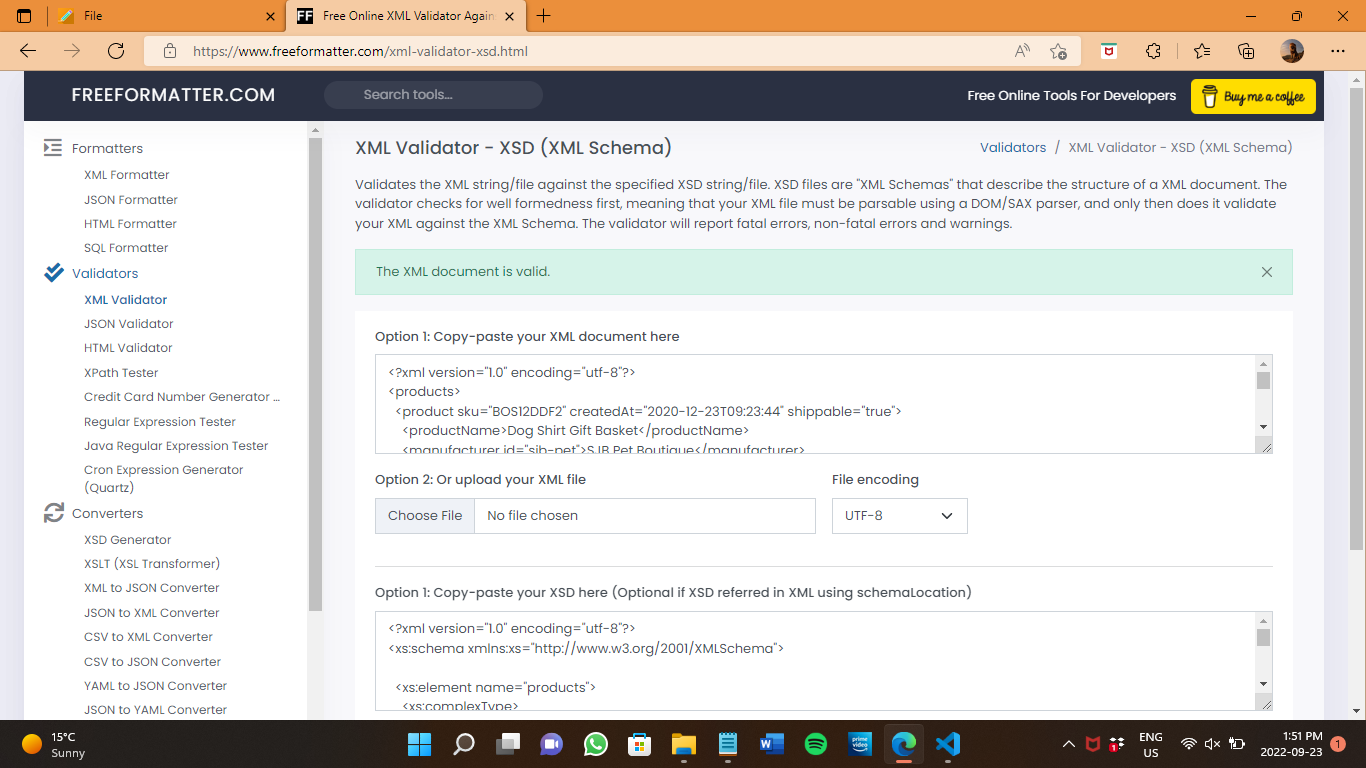 File
Free Online XML Validator Again
https://www.freeformatter.com/xml-validator-xsd.html
FREEFORMATTER.COM
Search tools...
Free Online Tools For Developers
Buy me a coffee
Formatters
XML Formatter
JSON Formatter
HTML Formatter
SQL Formatter
Validators
XML Validator
JSON Validator
HTML Validator
XPath Tester
Credit Card Number Generator ...
Regular Expression Tester
Java Regular Expression Tester
Cron Expression Generator
(Quartz)
Converters
XSD Generator
XSLT (XSL Transformer)
XML to JSON Converter
JSON to XML Converter
CSV to XML Converter
CSV to JSON Converter
YAML to JSON Converter
JSON to YAML Converter
XML Validator - XSD (XML Schema)
Validators / XML Validator - XSD (XML Schema)
Validates the XML string/file against the specified XSD string/file. XSD files are "XML Schemas" that describe the structure of a XML document. The
validator checks for well formedness first, meaning that your XML file must be parsable using a DOM/SAX parser, and only then does it validate
your XML against the XML Schema. The validator will report fatal errors, non-fatal errors and warnings.
The XML document is valid.
Option 1: Copy-paste your XML document here
<?xml version="1.0" encoding="utf-8"?>
<products>
<product sku="BOS12DDF2" createdAt="2020-12-23T09:23:44" shippable="true">
<productName>Dog Shirt Gift Basket</productName>
<manufacturer id="sjb-pet">SJB Pet Boutique</manufacturer>
Option 2: Or upload your XML file
File encoding
Choose File No file chosen
UTF-8
Option 1: Copy-paste your XSD here (Optional if XSD referred in XML using schemaLocation)
<?xml version="1.0" encoding="utf-8"?>
<xs:schema xmlns:xs="http://www.w3.org/2001/XMLSchema">
<xs:element name="products">
<xs:complexType>
15°C
Sunny
prime video
1
ENG
US
1:51 PM
2022-09-23
1